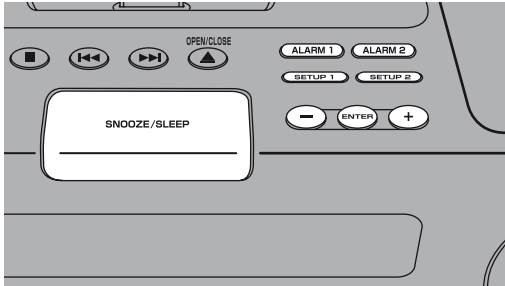 OPEN/CLOSE
ALARM 1 ALARM 2
SETUP 1 SETUP 2
SNOOZE/SLEEP
− ENTER +